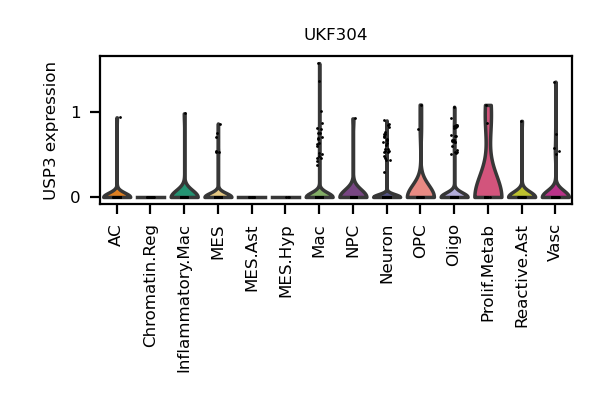 UKF304
USP3 expression
1
0
AC
Chromatin.Reg
Inflammatory.Mac
MES
MES.Ast
MES.Hyp
Mac
NPC
Neuron
OPC
Oligo
Prolif.Metab
Reactive.Ast
Vasc